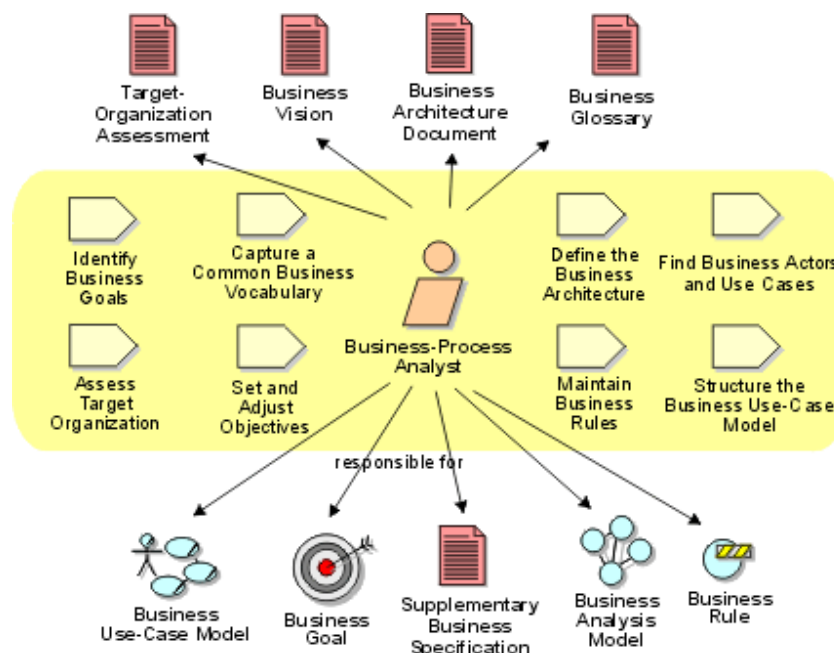 Target-
Organization
Assessment
Business
Vision
Business
Architecture
Document
Business
Glossary
Identify
Business
Goals
Capture a
Common Business
Vocabulary
Define the
Business
Architecture
Find Business Actors
and Use Cases
Business-Process
Analyst
Assess
Target
Organization
Set and
Adjust
Objectives
Maintain
Business
Rules
Structure the
Business Use-Case
Model
responsible for
Business
Use-Case Model
Business
Goal
Supplementary
Business
Specification
Business
Analysis
Model
Business
Rule